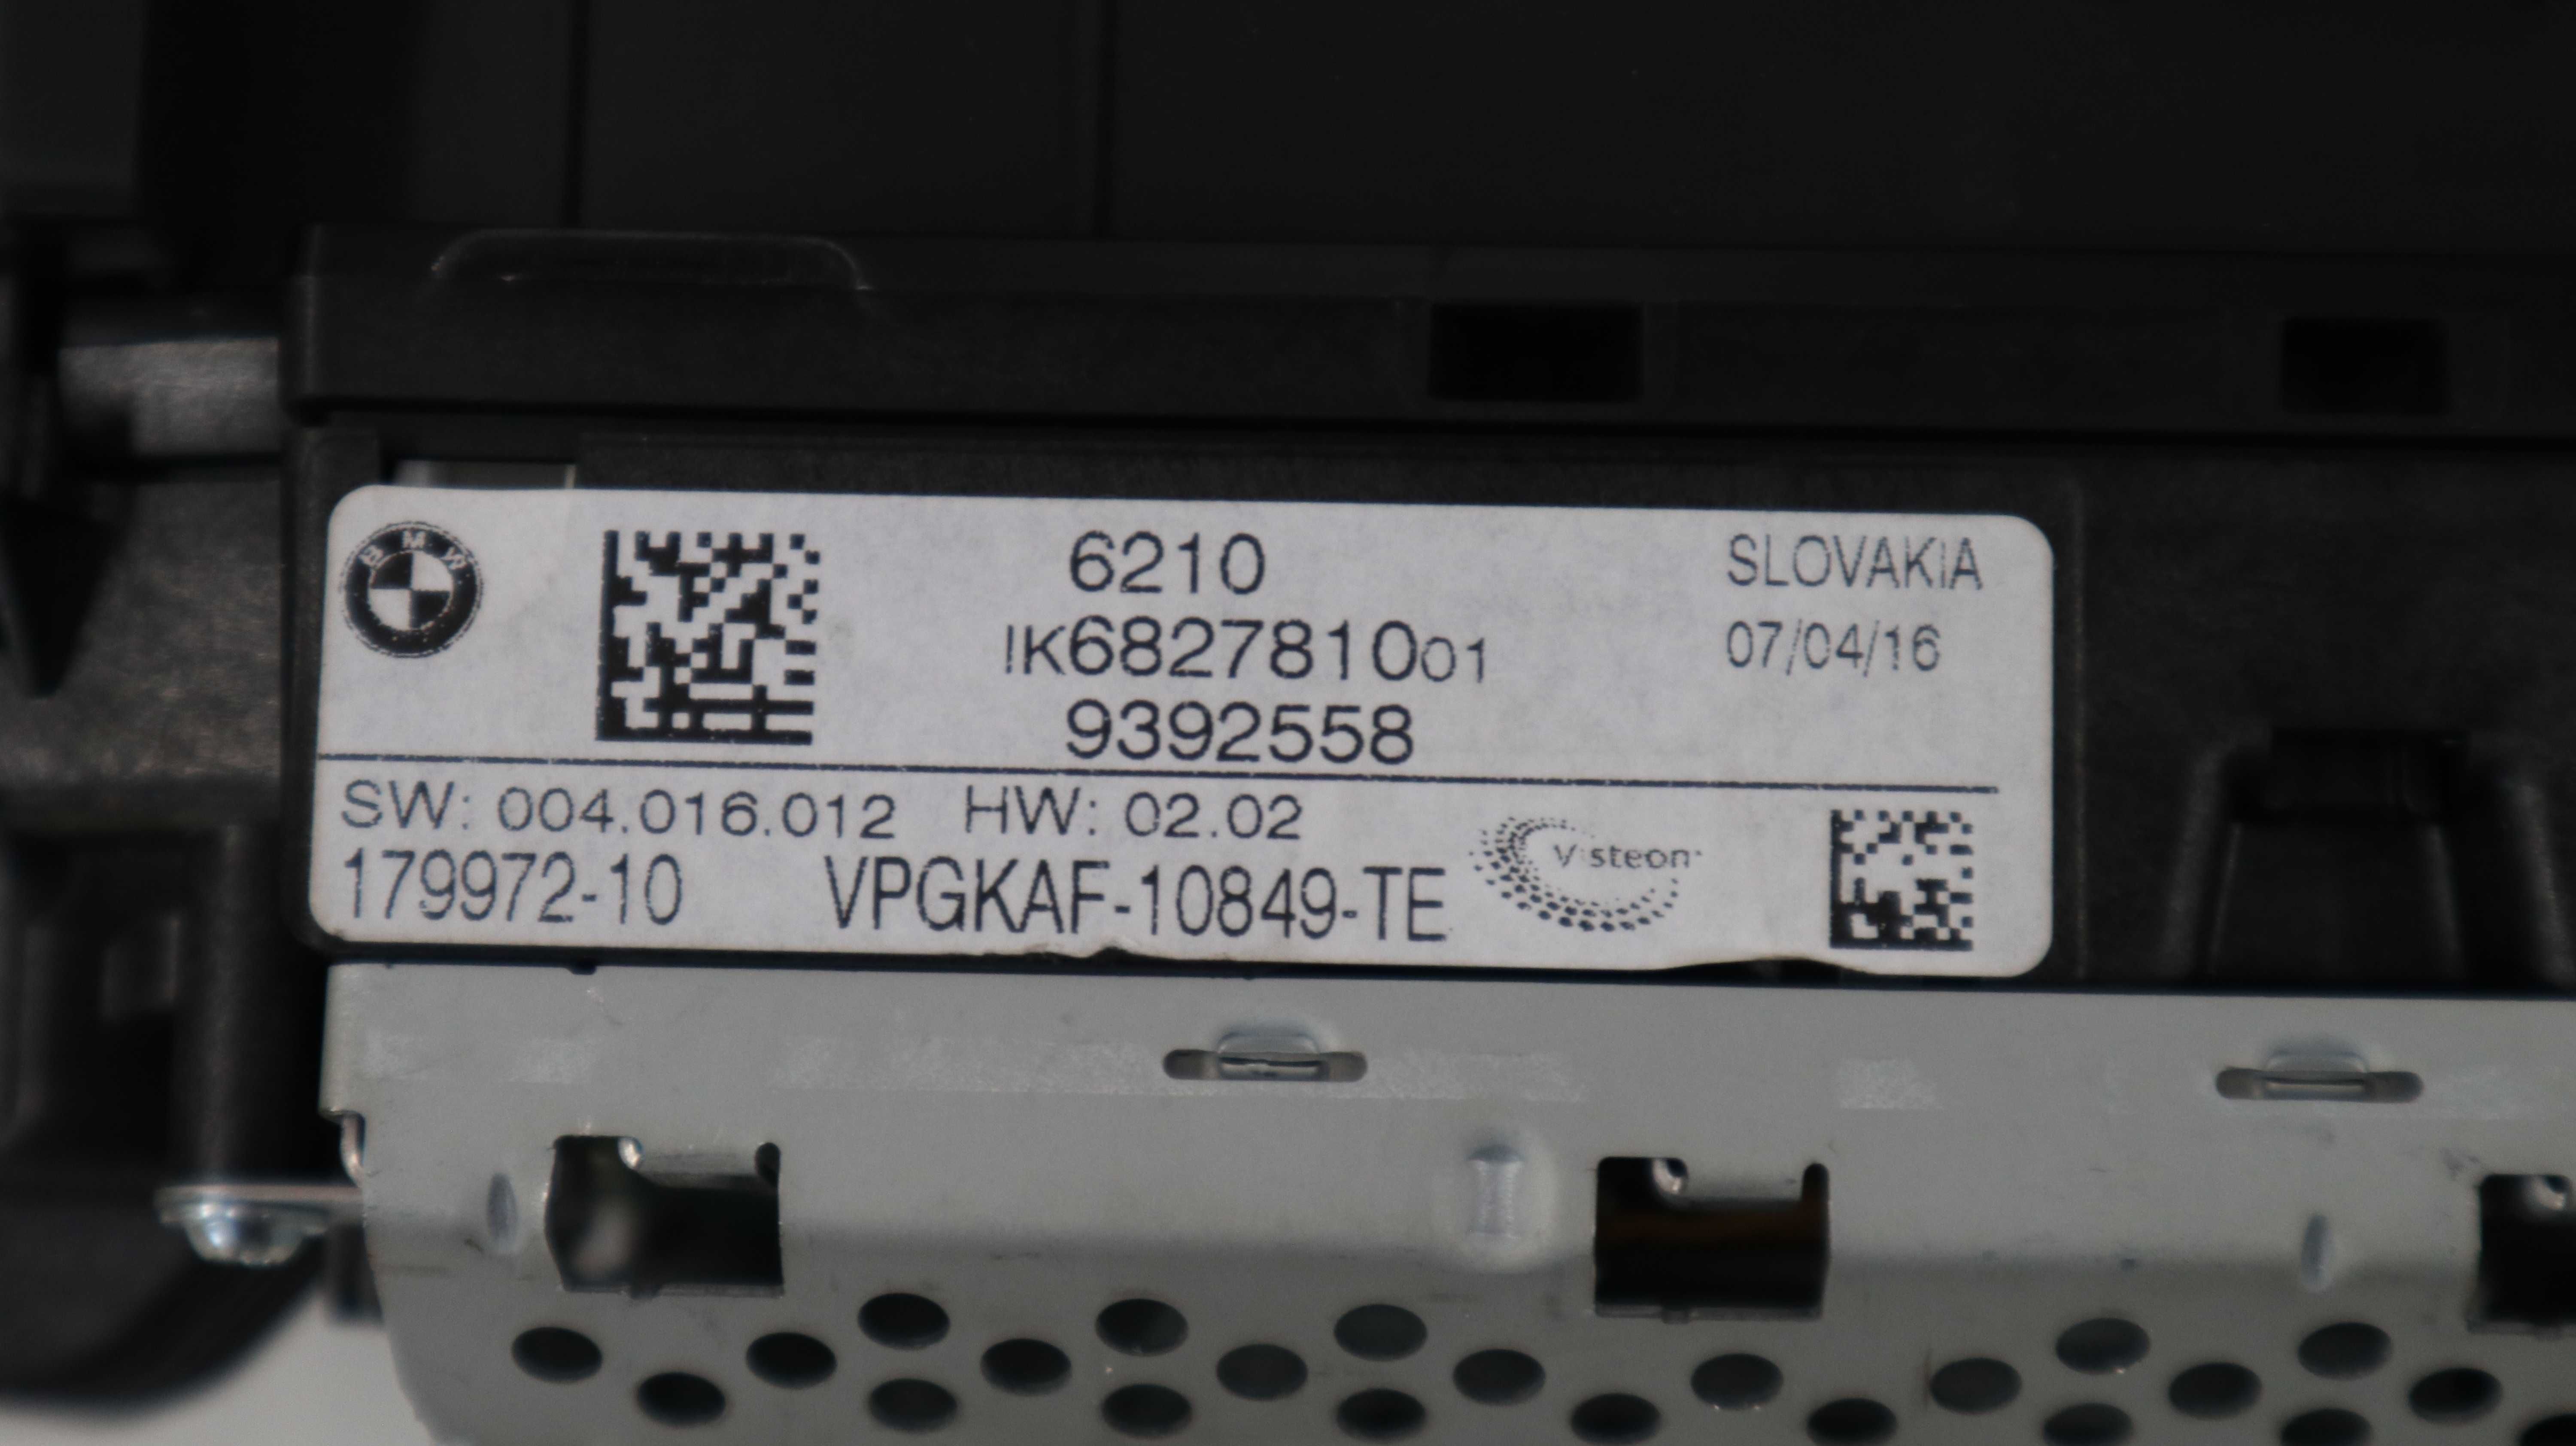 BMW
6210
IK682781001
9392558
SLOVAKIA
07/04/16
SW: 004.016.012 HW: 02.02
179972-10 VPGKAF-10849-TE
Visteon